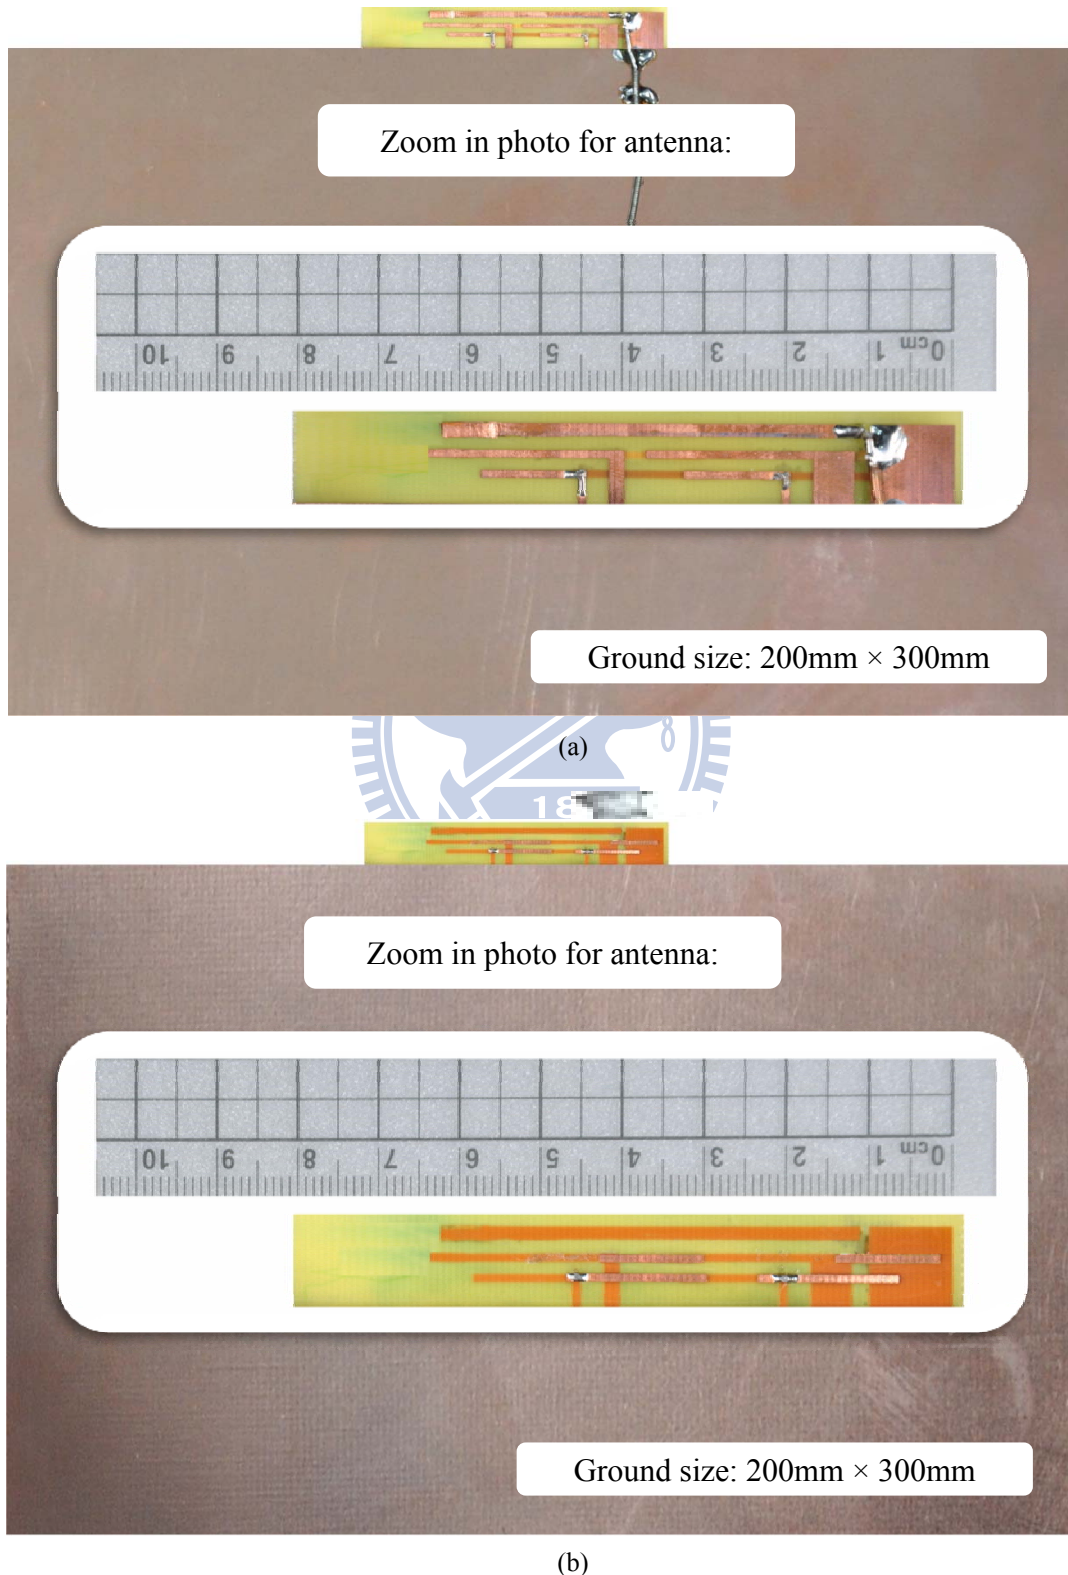 Zoom in photo for antenna:
10 9 8 7 6 5 4 3 2 1 0cm
Ground size: 200mm × 300mm
(a)
18
Zoom in photo for antenna:
10 9 8 7 6 5 4 3 2 1 0cm
Ground size: 200mm × 300mm
(b)